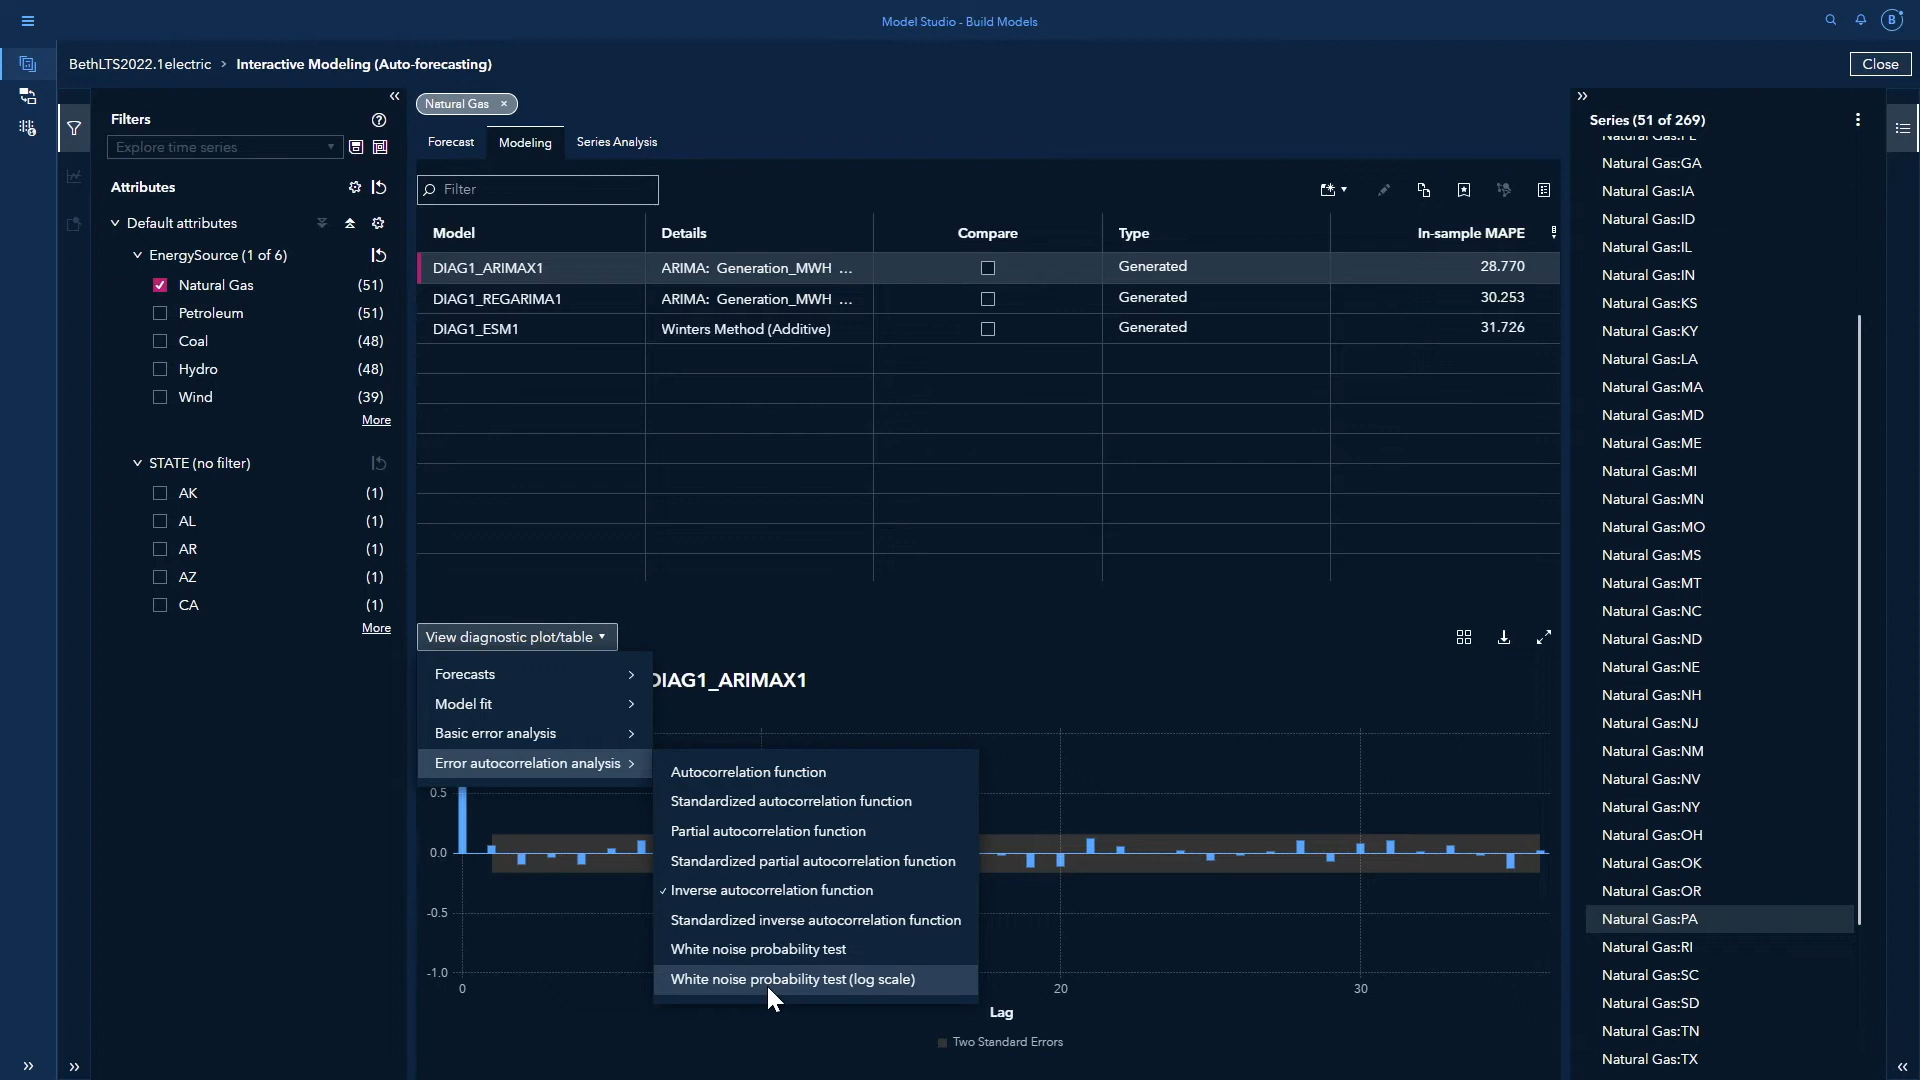 Model Studio - Build Models
B
BethLTS2022.1electric > Interactive Modeling (Auto-forecasting)
Close
Filters
Explore time series
Attributes
Default attributes
EnergySource (1 of 6)
Natural Gas (51)
Petroleum (51)
Coal (48)
Hydro (48)
Wind (39)
More
STATE (no filter)
AK (1)
AL (1)
AR (1)
AZ (1)
CA (1)
More
Natural Gas ×
Forecast Modeling Series Analysis
Filter
Model Details Compare Type In-sample MAPE
DIAG1_ARIMAX1 ARIMA: Generation_MWH ... Generated 28.770
DIAG1_REGARIMA1 ARIMA: Generation_MWH ... Generated 30.253
DIAG1_ESM1 Winters Method (Additive) Generated 31.726
View diagnostic plot/table
Forecasts
Model fit
Basic error analysis
Error autocorrelation analysis
DIAG1_ARIMAX1
Autocorrelation function
Standardized autocorrelation function
Partial autocorrelation function
Standardized partial autocorrelation function
✓ Inverse autocorrelation function
Standardized inverse autocorrelation function
White noise probability test
White noise probability test (log scale)
0.5
0.0
-0.5
-1.0
0 20 30
Lag
Two Standard Errors
Series (51 of 269)
Natural Gas:GA
Natural Gas:IA
Natural Gas:ID
Natural Gas:IL
Natural Gas:IN
Natural Gas:KS
Natural Gas:KY
Natural Gas:LA
Natural Gas:MA
Natural Gas:MD
Natural Gas:ME
Natural Gas:MI
Natural Gas:MN
Natural Gas:MO
Natural Gas:MS
Natural Gas:MT
Natural Gas:NC
Natural Gas:ND
Natural Gas:NE
Natural Gas:NH
Natural Gas:NJ
Natural Gas:NM
Natural Gas:NV
Natural Gas:NY
Natural Gas:OH
Natural Gas:OK
Natural Gas:OR
Natural Gas:PA
Natural Gas:RI
Natural Gas:SC
Natural Gas:SD
Natural Gas:TN
Natural Gas:TX